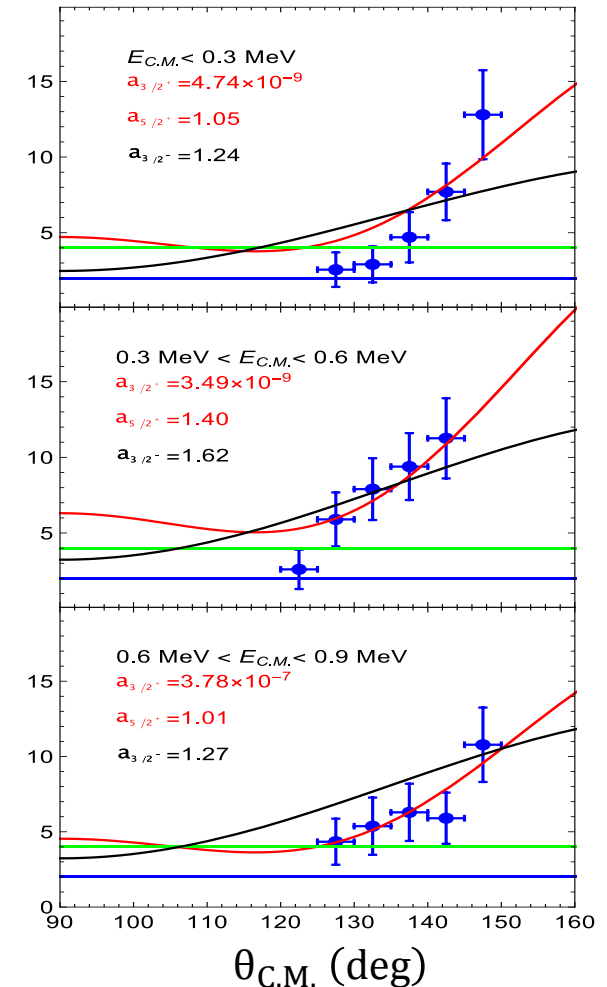 15
10
5
E_C.M.< 0.3 MeV
a_3/2⁺=4.74×10⁻⁹
a_5/2⁺=1.05
a_3/2⁻=1.24
15
10
5
0.3 MeV < E_C.M.< 0.6 MeV
a_3/2⁺=3.49×10⁻⁹
a_5/2⁺=1.40
a_3/2⁻=1.62
15
10
5
0
0.6 MeV < E_C.M.< 0.9 MeV
a_3/2⁺=3.78×10⁻⁷
a_5/2⁺=1.01
a_3/2⁻=1.27
90 100 110 120 130 140 150 160
θ_C.M. (deg)